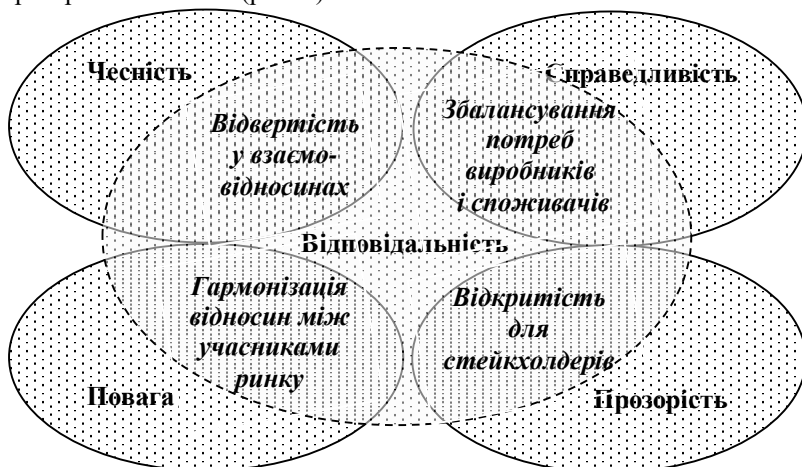 Чесність
Справедливість
Відвертість
у взаємо-
відносинах
Збалансування
потреб
виробників
і споживачів
Відповідальність
Гармонізація
відносин між
учасниками
ринку
Відкритість
для
стейкхолдерів
Повага
Прозорість